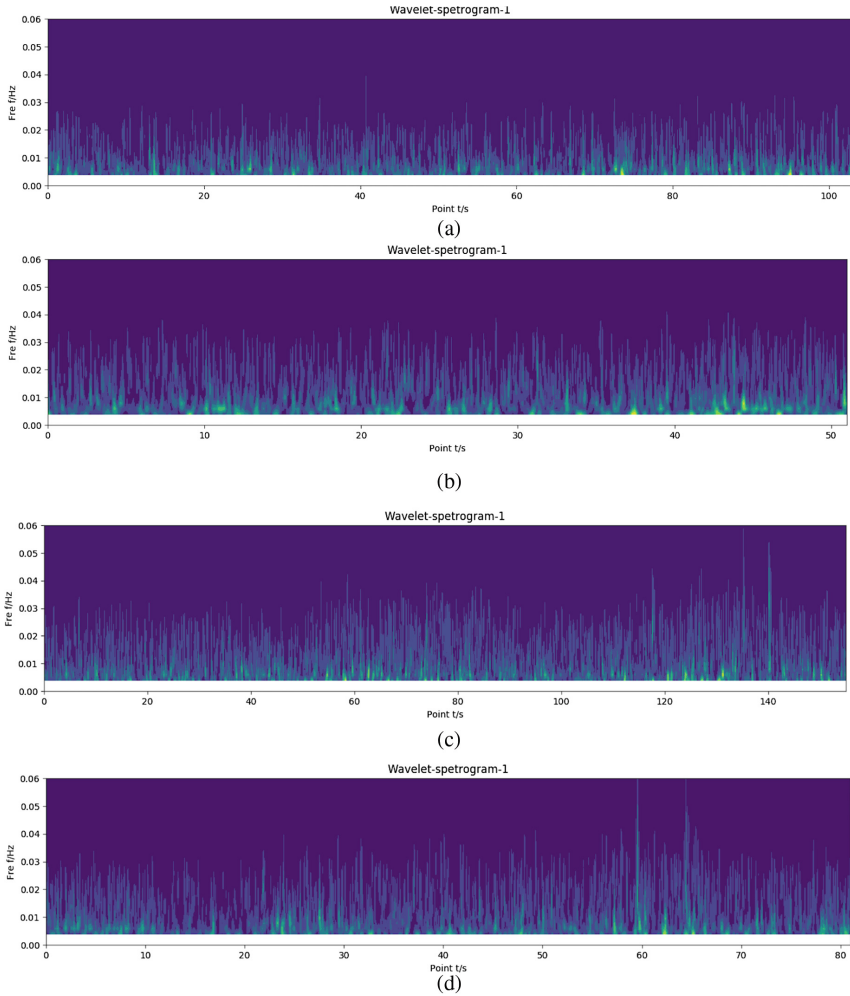 Wavelet-spetrogram-1
0.06
0.05
0.04
0.03
0.02
0.01
0.00
Fre f/Hz
0 20 40 60 80 100
Point t/s
(a)
Wavelet-spetrogram-1
0.06
0.05
0.04
0.03
0.02
0.01
0.00
Fre f/Hz
0 10 20 30 40 50
Point t/s
(b)
Wavelet-spetrogram-1
0.06
0.05
0.04
0.03
0.02
0.01
0.00
Fre f/Hz
0 20 40 60 80 100 120 140
Point t/s
(c)
Wavelet-spetrogram-1
0.06
0.05
0.04
0.03
0.02
0.01
0.00
Fre f/Hz
0 10 20 30 40 50 60 70 80
Point t/s
(d)